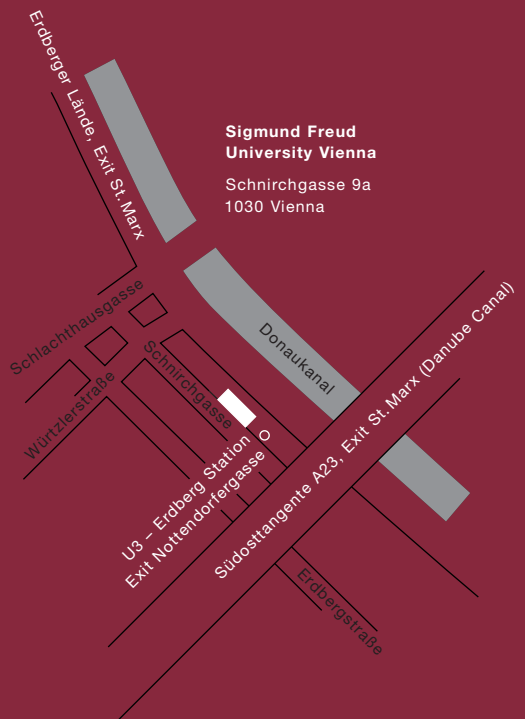 Erdberger Lände, Exit St. Marx
Sigmund Freud
University Vienna
Schnirchgasse 9a
1030 Vienna
Schlachthausgasse
Donaukanal
Schnirchgasse
Würtzlerstraße
U3 – Erdberg Station
Exit Nottendorfergasse
Südosttangente A23, Exit St. Marx (Danube Canal)
Erdbergstraße